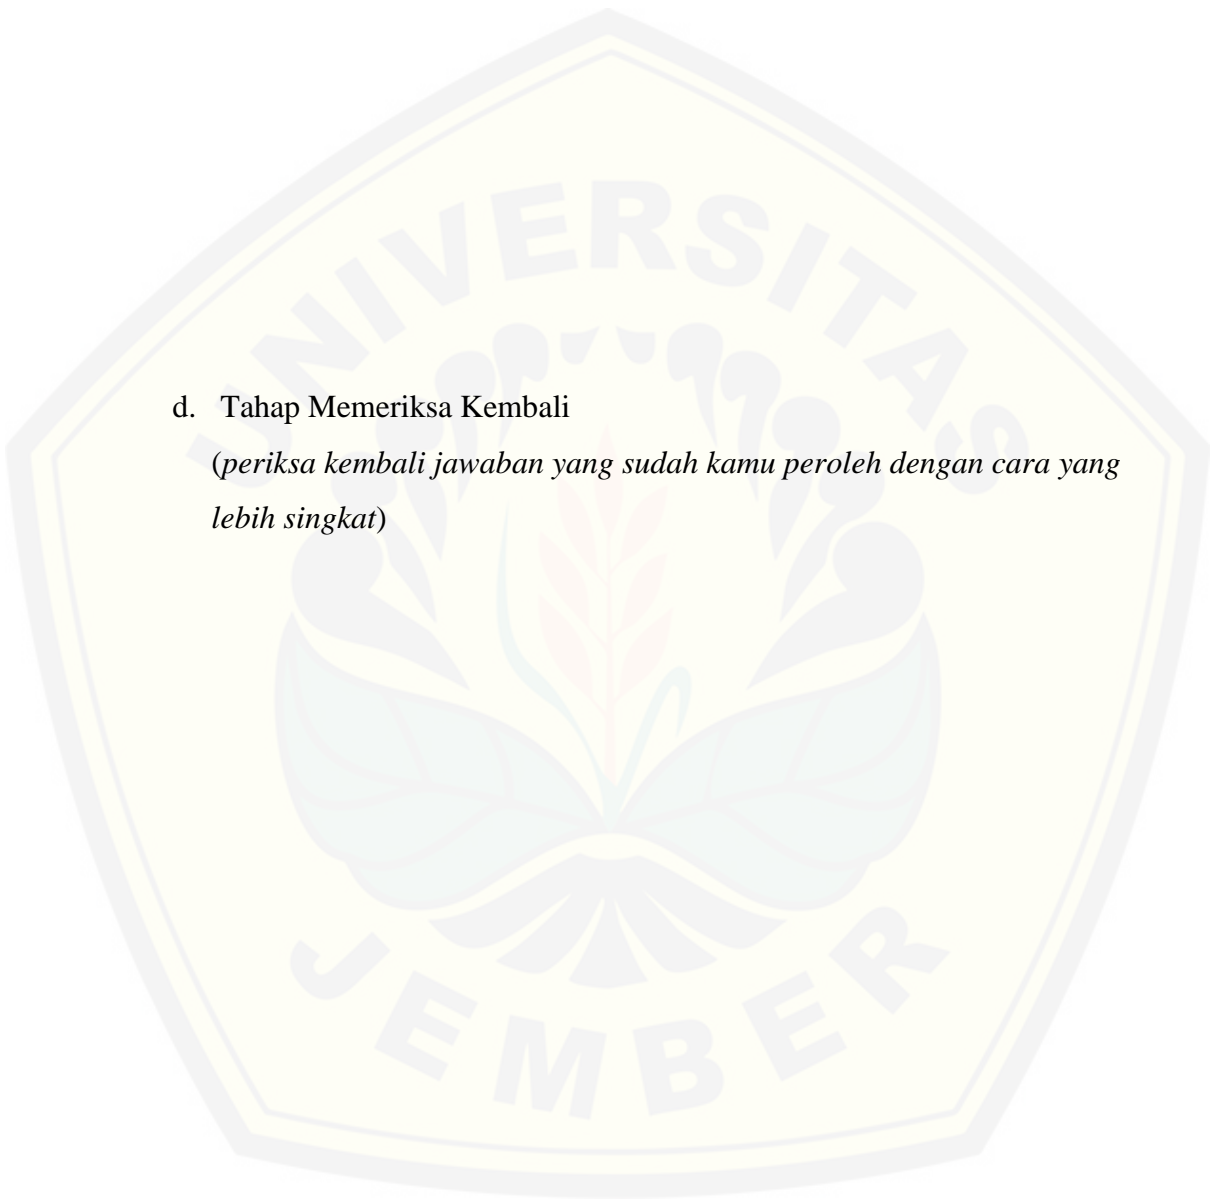 UNIVERSITAS
d. Tahap Memeriksa Kembali
(periksa kembali jawaban yang sudah kamu peroleh dengan cara yang
lebih singkat)
JEMBER